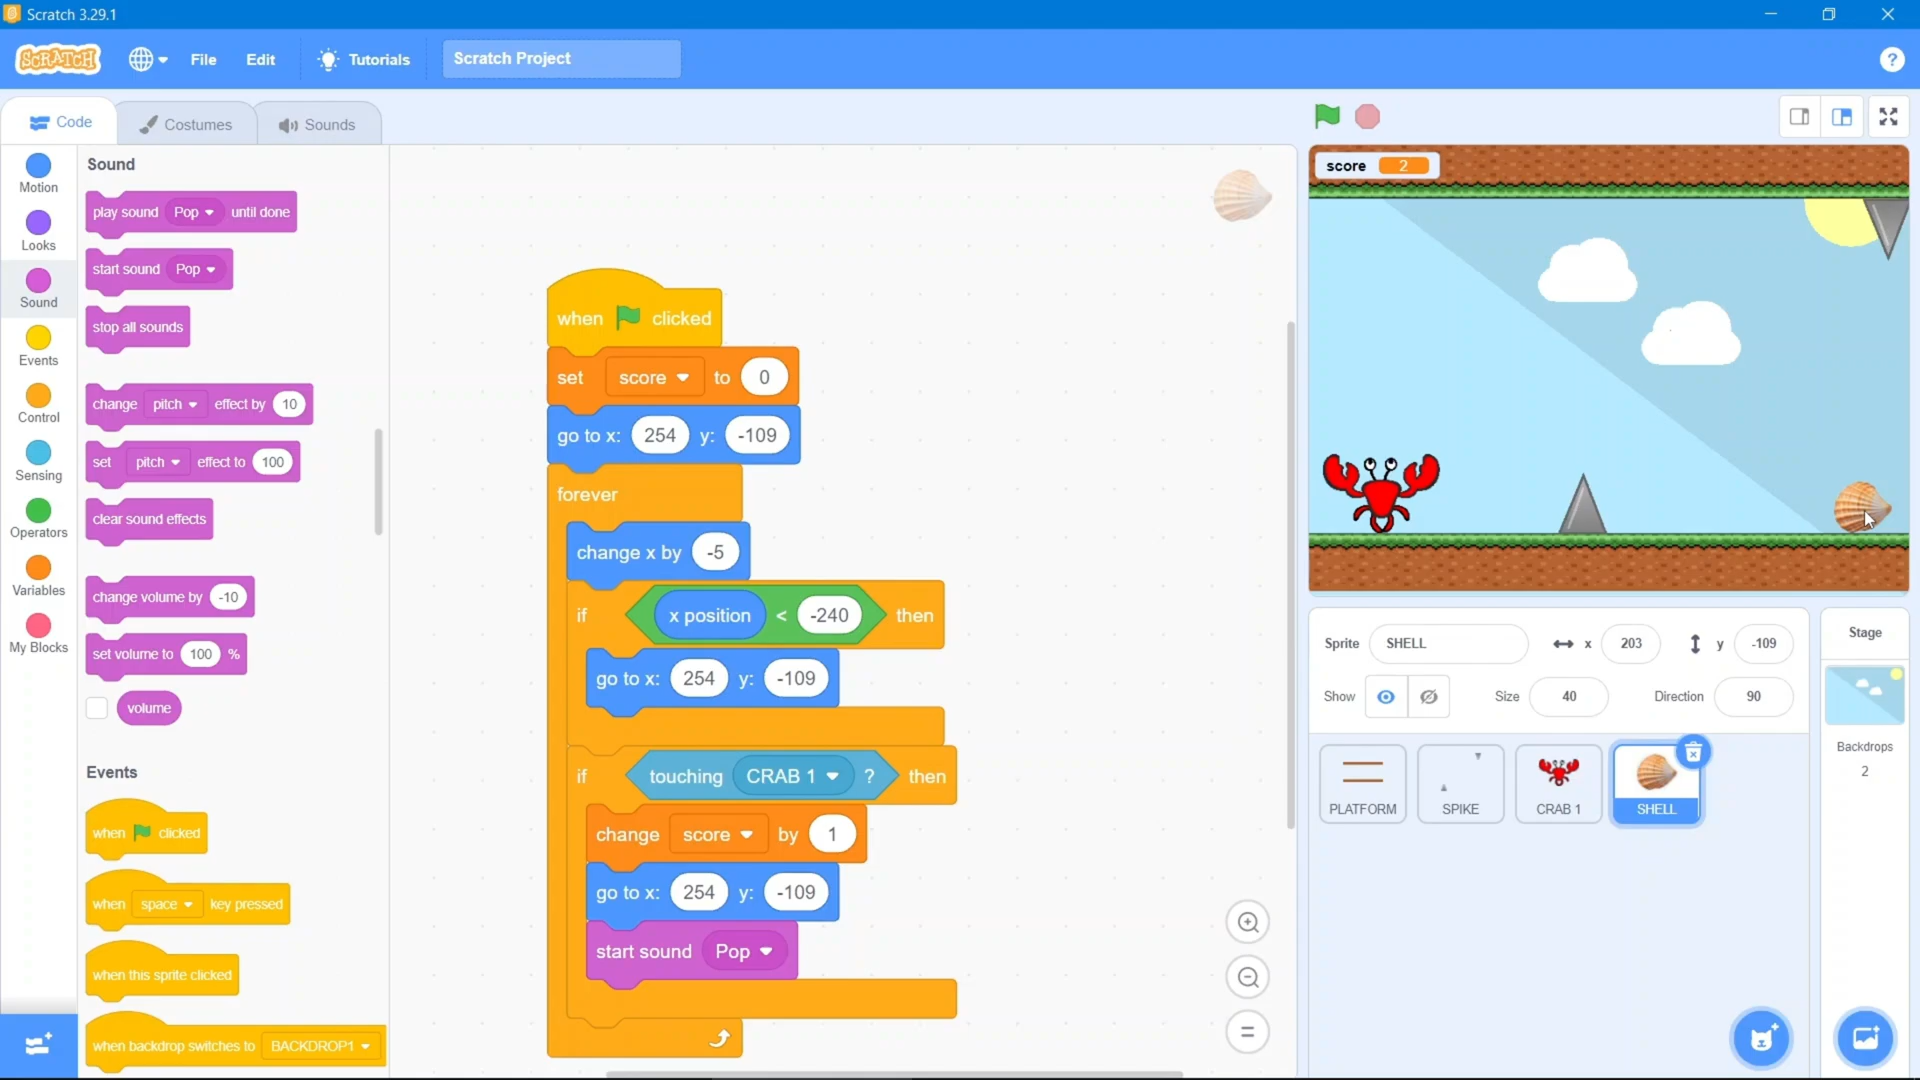 Scratch 3.29.1
SCRATCH
File
Edit
Tutorials
Scratch Project
?
Code
Costumes
Sounds
Motion
Looks
Sound
Events
Control
Sensing
Operators
Variables
My Blocks
Sound
play sound Pop until done
start sound Pop
stop all sounds
change pitch effect by 10
set pitch effect to 100
clear sound effects
change volume by -10
set volume to 100 %
volume
Events
when clicked
when space key pressed
when this sprite clicked
when backdrop switches to BACKDROP1
when clicked
set score to 0
go to x: 254 y: -109
forever
change x by -5
if x position < -240 then
go to x: 254 y: -109
if touching CRAB 1 ? then
change score by 1
go to x: 254 y: -109
start sound Pop
score 2
Sprite SHELL x 203 y -109
Show Size 40 Direction 90
PLATFORM
SPIKE
CRAB 1
SHELL
Stage
Backdrops
2